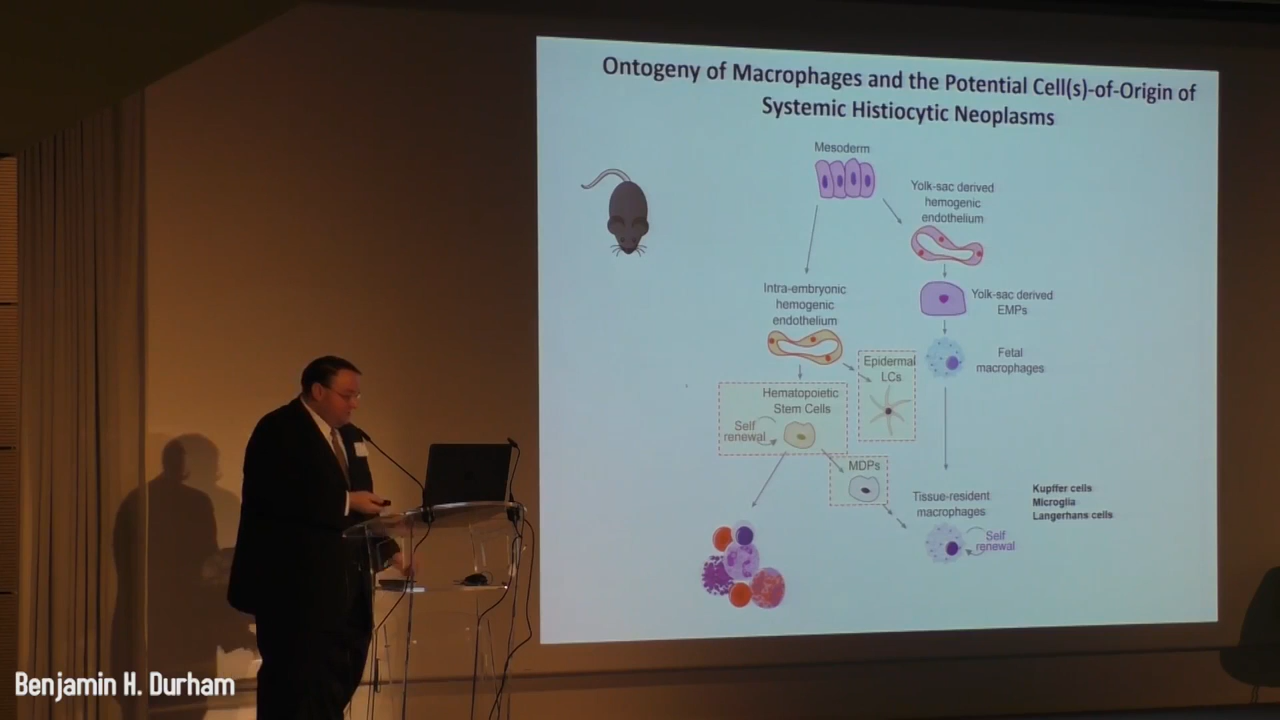 Ontogeny of Macrophages and the Potential Cell(s)-of-Origin of
Systemic Histiocytic Neoplasms
Mesoderm
Yolk-sac derived
hemogenic
endothelium
Intra-embryonic
hemogenic
endothelium
Yolk-sac derived
EMPs
Fetal
macrophages
Epidermal
LCs
Hematopoietic
Stem Cells
Self
renewal
MDPs
Tissue-resident
macrophages
Kupffer cells
Microglia
Langerhans cells
Self
renewal
Benjamin H. Durham